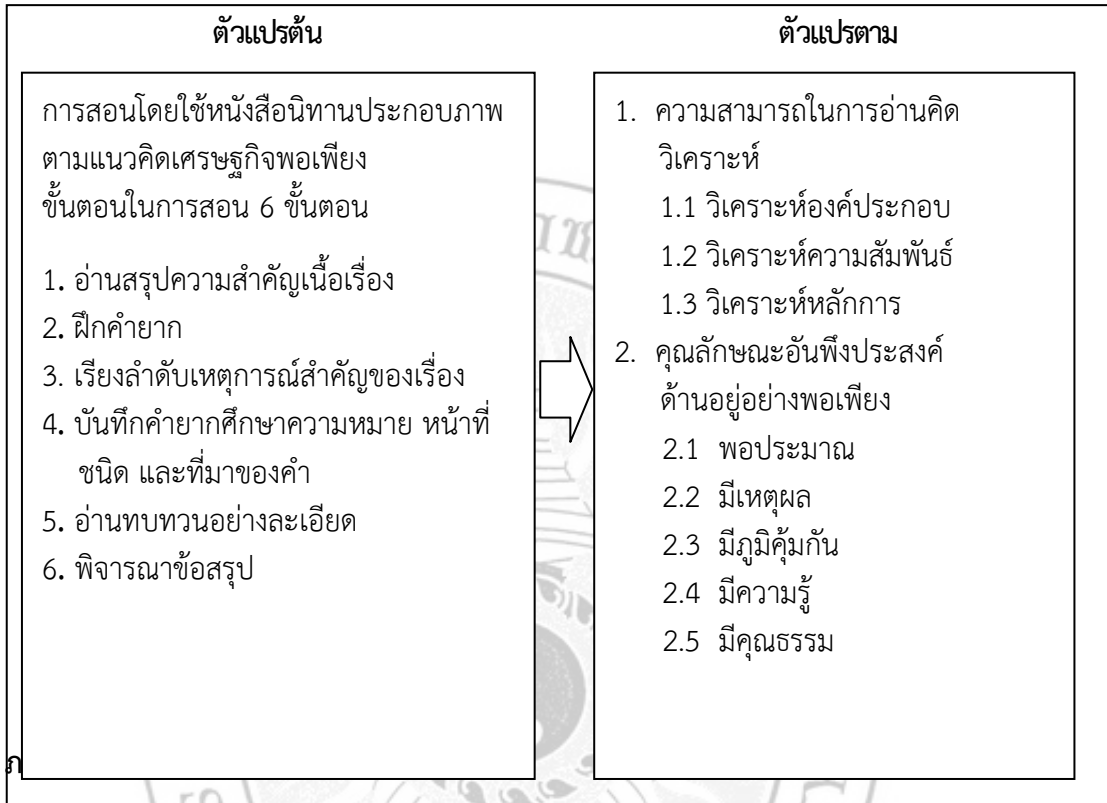 ตัวแปรต้น
การสอนโดยใช้หนังสือนิทานประกอบภาพ
ตามแนวคิดเศรษฐกิจพอเพียง
ขั้นตอนในการสอน 6 ขั้นตอน
1. อ่านสรุปความสำคัญเนื้อเรื่อง
2. ฝึกคำยาก
3. เรียงลำดับเหตุการณ์สำคัญของเรื่อง
4. บันทึกคำยากศึกษาความหมาย หน้าที่
ชนิด และที่มาของคำ
5. อ่านทบทวนอย่างละเอียด
6. พิจารณาข้อสรุป
ตัวแปรตาม
1. ความสามารถในการอ่านคิด
วิเคราะห์
1.1 วิเคราะห์องค์ประกอบ
1.2 วิเคราะห์ความสัมพันธ์
1.3 วิเคราะห์หลักการ
2. คุณลักษณะอันพึงประสงค์
ด้านอยู่อย่างพอเพียง
2.1 พอประมาณ
2.2 มีเหตุผล
2.3 มีภูมิคุ้มกัน
2.4 มีความรู้
2.5 มีคุณธรรม